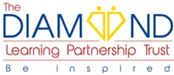 The
DIAMOND
Learning Partnership Trust
Be inspired